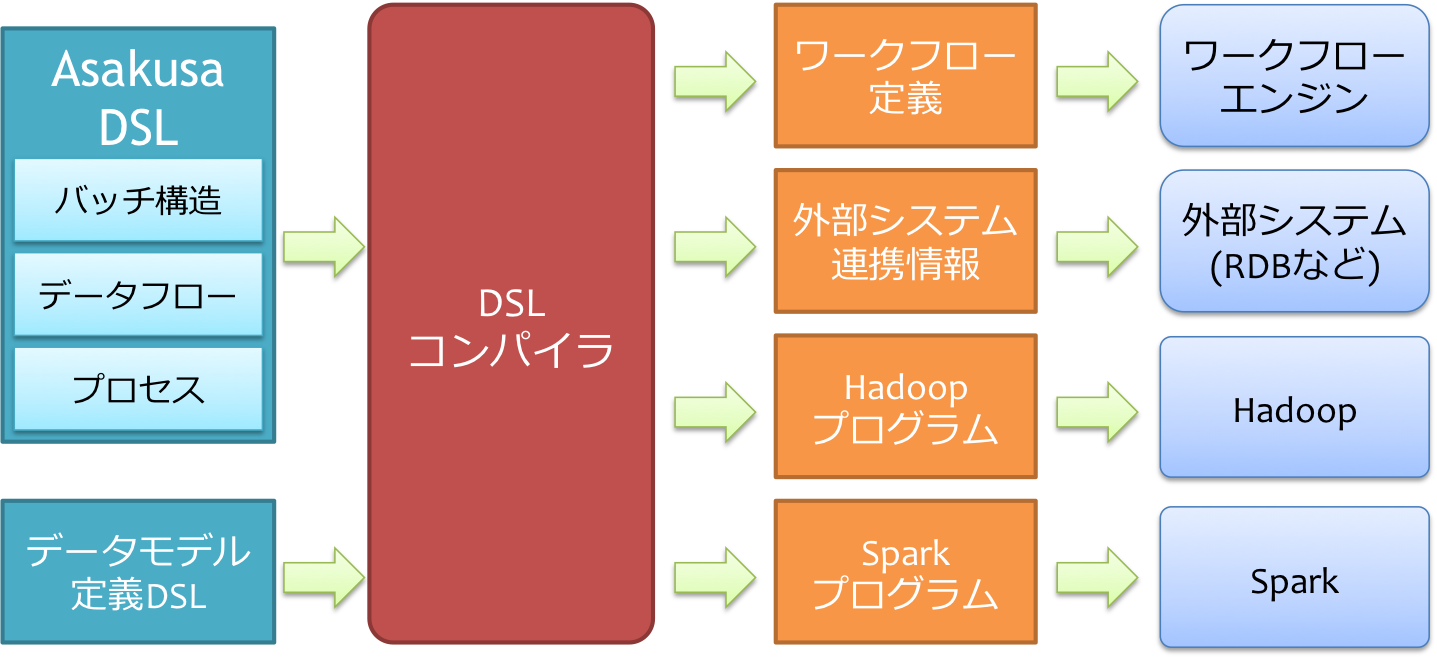 Asakusa
DSL
バッチ構造
データフロー
プロセス
データモデル
定義DSL
DSL
コンパイラ
ワークフロー
定義
外部システム
連携情報
Hadoop
プログラム
Spark
プログラム
ワークフロー
エンジン
外部システム
(RDBなど)
Hadoop
Spark